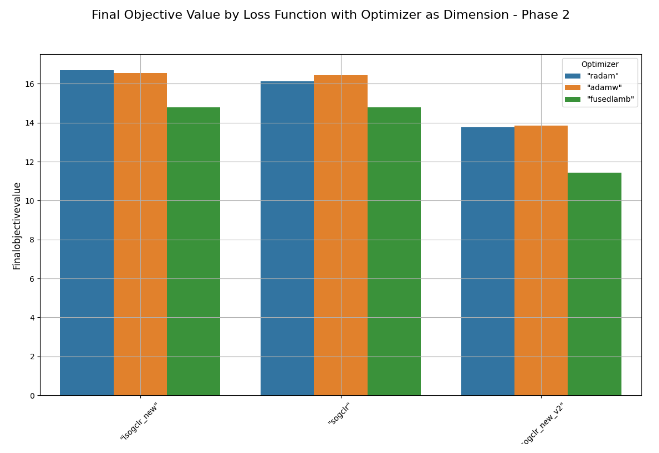 Final Objective Value by Loss Function with Optimizer as Dimension - Phase 2
Finalobjectivevalue
16
14
12
10
8
6
4
2
0
Optimizer
"radam"
"adamw"
"fusedlamb"
"isogclr_new"
"sogclr"
sogclr_new_v2"